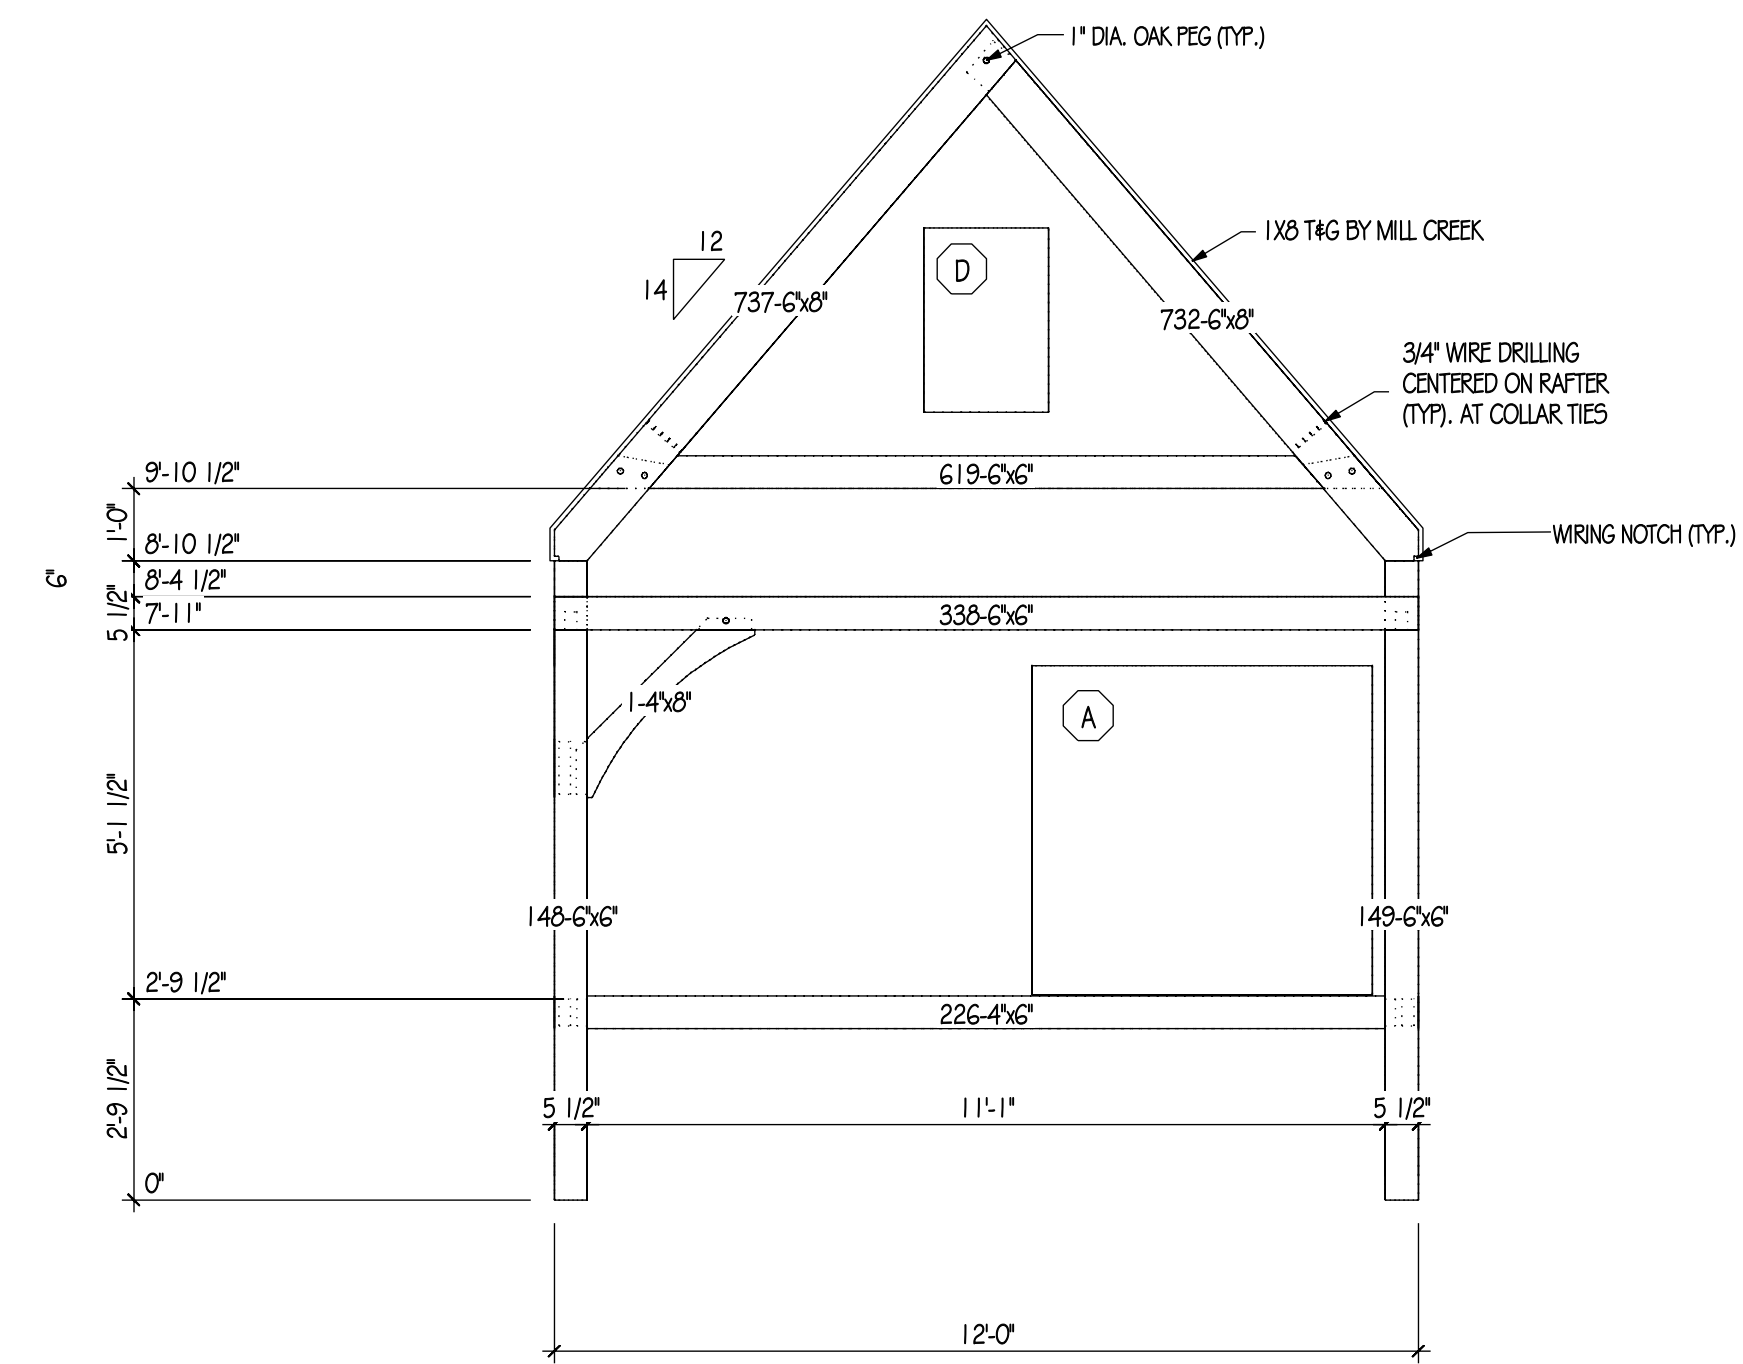 1" DIA. OAK PEG (TYP.)
1X8 T&G BY MILL CREEK
12
14
D
737-6"x8"
732-6"x8"
3/4" WIRE DRILLING
CENTERED ON RAFTER
(TYP). AT COLLAR TIES
9'-10 1/2"
619-6"x6"
1'-0"
8'-10 1/2"
WIRING NOTCH (TYP.)
6"
8'-4 1/2"
5 1/2"
7'-11"
338-6"x6"
1-4"x8"
A
5'-1 1/2"
148-6"x6"
149-6"x6"
2'-9 1/2"
226-4"x6"
2'-9 1/2"
5 1/2"
11'-1"
5 1/2"
0"
12'-0"